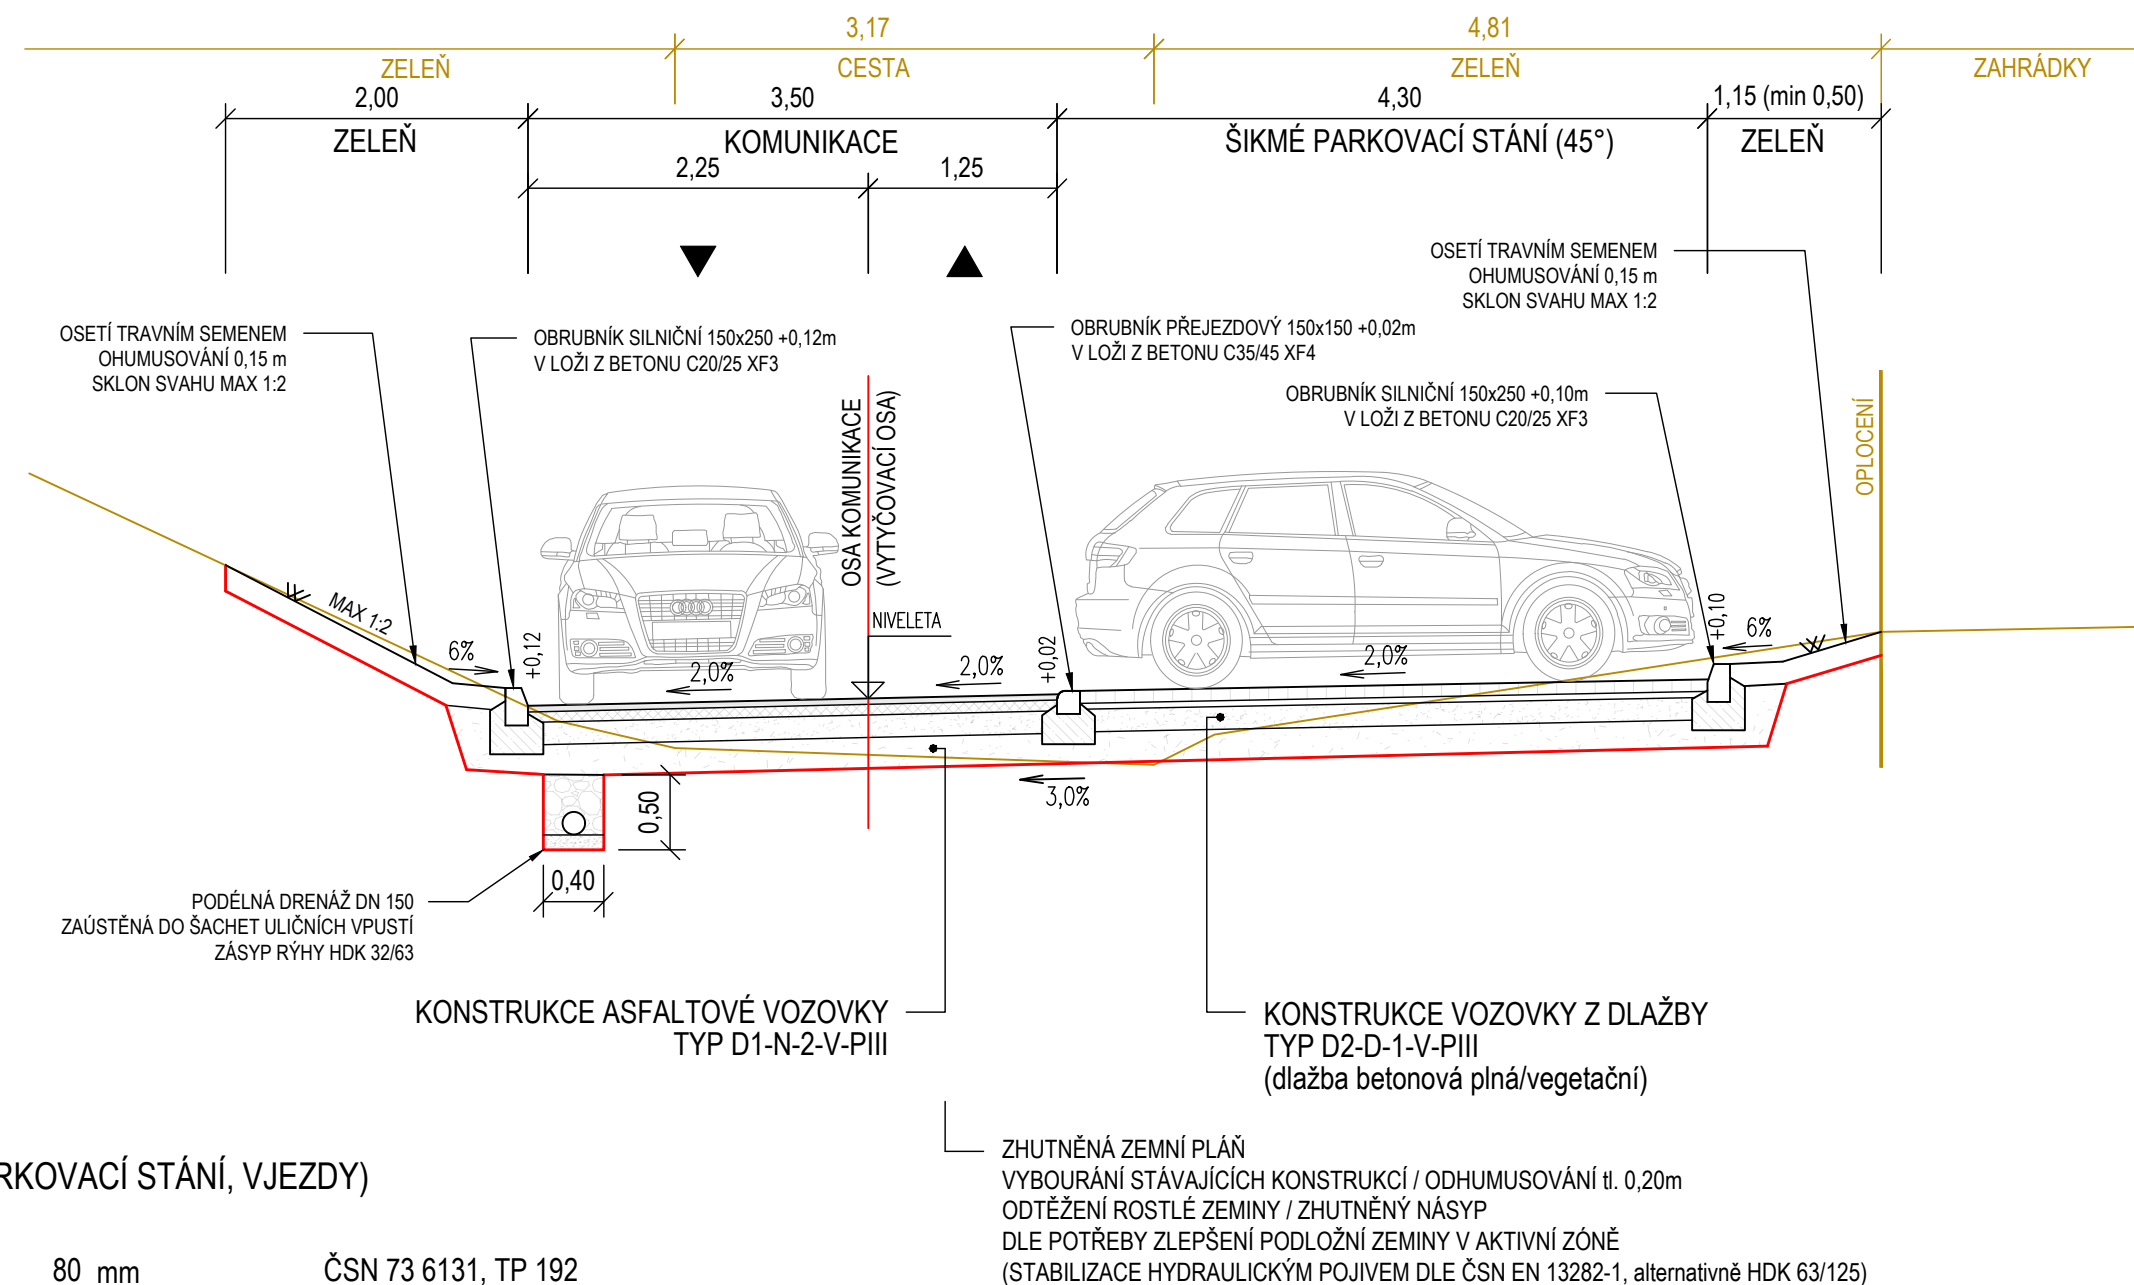 3,17
4,81
ZELEŇ
CESTA
ZELEŇ
ZAHRÁDKY
2,00
3,50
4,30
1,15 (min 0,50)
ZELEŇ
KOMUNIKACE
ŠIKMÉ PARKOVACÍ STÁNÍ (45°)
ZELEŇ
2,25
1,25
OSETÍ TRAVNÍM SEMENEM
OHUMUSOVÁNÍ 0,15 m
SKLON SVAHU MAX 1:2
OSETÍ TRAVNÍM SEMENEM
OHUMUSOVÁNÍ 0,15 m
SKLON SVAHU MAX 1:2
OBRUBNÍK SILNIČNÍ 150x250 +0,12m
V LOŽI Z BETONU C20/25 XF3
OBRUBNÍK PŘEJEZDOVÝ 150x150 +0,02m
V LOŽI Z BETONU C35/45 XF4
OBRUBNÍK SILNIČNÍ 150x250 +0,10m
V LOŽI Z BETONU C20/25 XF3
OSA KOMUNIKACE
(VYTYČOVACÍ OSA)
OPLOCENÍ
MAX 1:2
6%
+0,12
2,0%
NIVELETA
2,0%
+0,02
2,0%
+0,10
6%
3,0%
0,50
0,40
PODÉLNÁ DRENÁŽ DN 150
ZAÚSTĚNÁ DO ŠACHET ULIČNÍCH VPUSTÍ
ZÁSYP RÝHY HDK 32/63
KONSTRUKCE ASFALTOVÉ VOZOVKY
TYP D1-N-2-V-PIII
KONSTRUKCE VOZOVKY Z DLAŽBY
TYP D2-D-1-V-PIII
(dlažba betonová plná/vegetační)
ZHUTNĚNÁ ZEMNÍ PLÁŇ
VYBOURÁNÍ STÁVAJÍCÍCH KONSTRUKCÍ / ODHUMUSOVÁNÍ tl. 0,20m
ODTĚŽENÍ ROSTLÉ ZEMINY / ZHUTNĚNÝ NÁSYP
DLE POTŘEBY ZLEPŠENÍ PODLOŽNÍ ZEMINY V AKTIVNÍ ZÓNĚ
(STABILIZACE HYDRAULICKÝM POJIVEM DLE ČSN EN 13282-1, alternativně HDK 63/125)
RKOVACÍ STÁNÍ, VJEZDY)
80 mm
ČSN 73 6131, TP 192